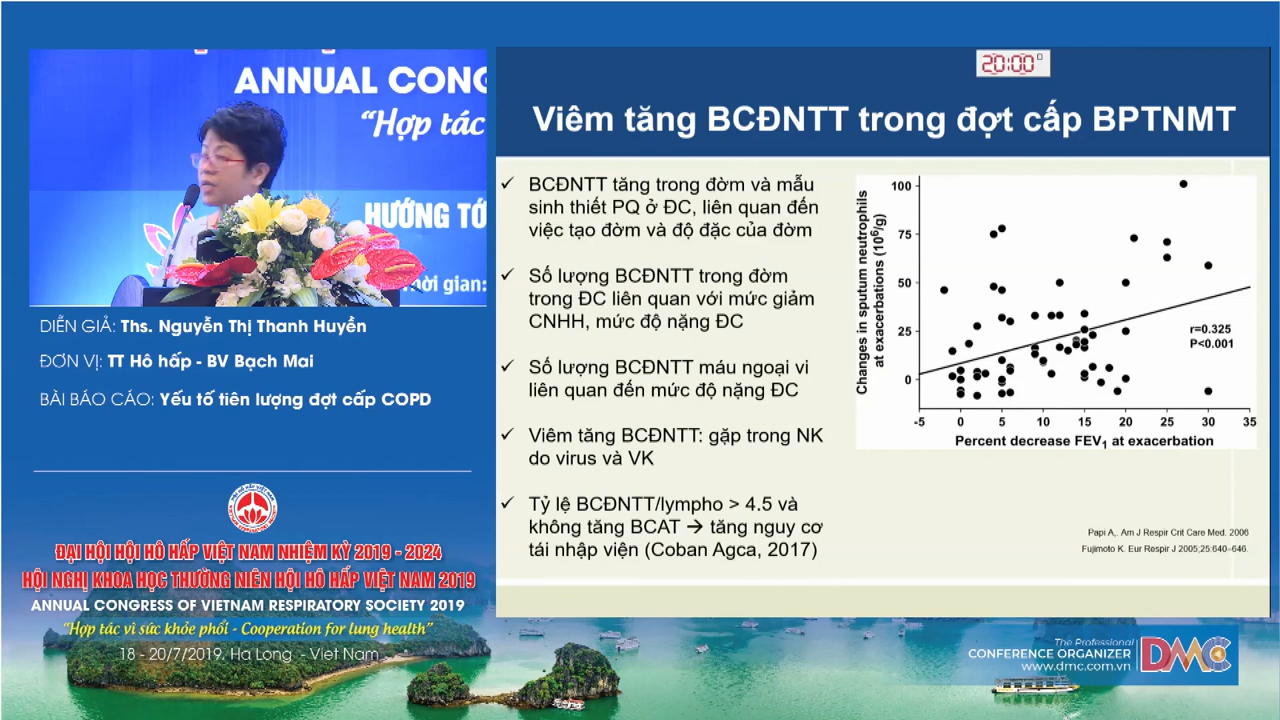 ANNUAL CONG
“Hợp tác
HƯỚNG TỚ
hời gian:
DIỄN GIẢ: Ths. Nguyễn Thị Thanh Huyền
ĐƠN VỊ: TT Hô hấp - BV Bạch Mai
BÀI BÁO CÁO: Yếu tố tiên lượng đợt cấp COPD
ĐẠI HỘI HỘI HÔ HẤP VIỆT NAM NHIỆM KỲ 2019 - 2024
HỘI NGHỊ KHOA HỌC THƯỜNG NIÊN HỘI HÔ HẤP VIỆT NAM 2019
ANNUAL CONGRESS OF VIETNAM RESPIRATORY SOCIETY 2019
“Hợp tác vì sức khỏe phổi - Cooperation for lung health”
18 - 20/7/2019. Ha Long - Viet Nam
20:00
Viêm tăng BCĐNTT trong đợt cấp BPTNMT
✓ BCĐNTT tăng trong đờm và mẫu
sinh thiết PQ ở ĐC, liên quan đến
việc tạo đờm và độ đặc của đờm
✓ Số lượng BCĐNTT trong đờm
trong ĐC liên quan với mức giảm
CNHH, mức độ nặng ĐC
✓ Số lượng BCĐNTT máu ngoại vi
liên quan đến mức độ nặng ĐC
✓ Viêm tăng BCĐNTT: gặp trong NK
do virus và VK
✓ Tỷ lệ BCĐNTT/lympho > 4.5 và
không tăng BCAT → tăng nguy cơ
tái nhập viện (Coban Agca, 2017)
Changes in sputum neutrophils
at exacerbations (10⁶/g)
100
75
50
25
0
r=0.325
P<0.001
-5 0 5 10 15 20 25 30 35
Percent decrease FEV₁ at exacerbation
Papi A,. Am J Respir Crit Care Med. 2006
Fujimoto K. Eur Respir J 2005;25:640–646.
The Professional
CONFERENCE ORGANIZER
www.dmc.com.vn
DMC